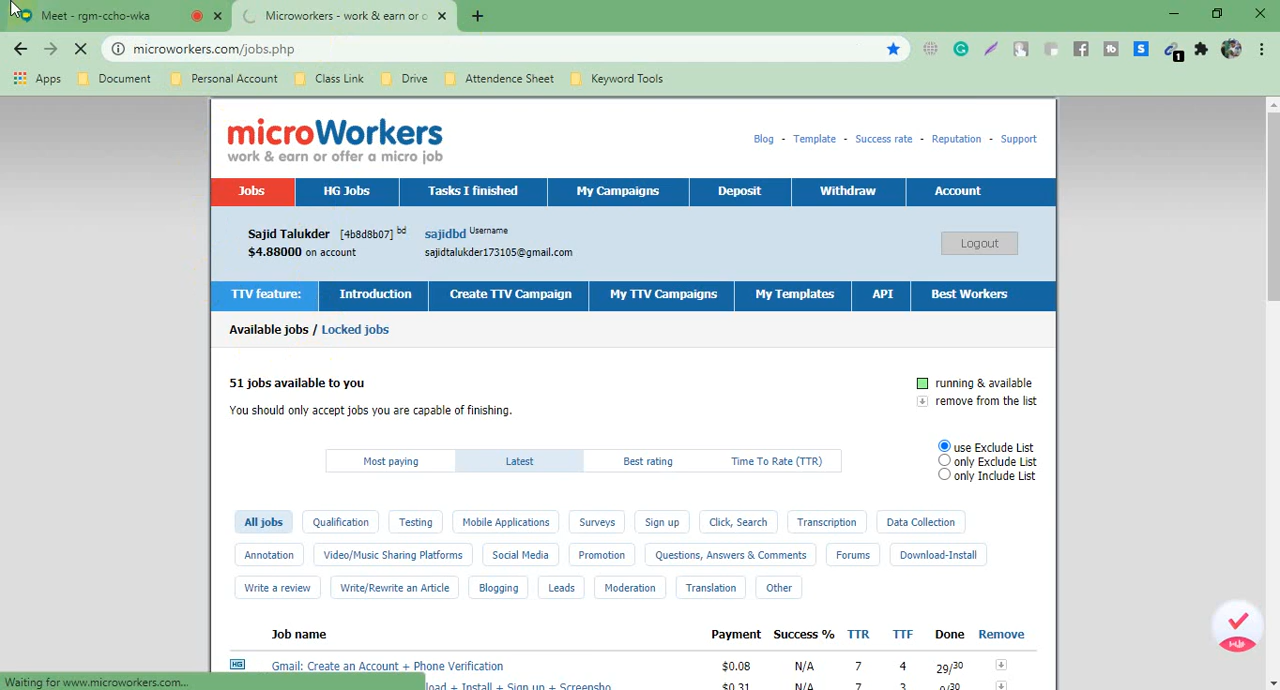 Meet - rgm-ccho-wka
Microworkers - work & earn or o
microworkers.com/jobs.php
Apps Document Personal Account Class Link Drive Attendence Sheet Keyword Tools
microWorkers
work & earn or offer a micro job
Blog - Template - Success rate - Reputation - Support
Jobs HG Jobs Tasks I finished My Campaigns Deposit Withdraw Account
Sajid Talukder [4b8d8b07] bd sajidbd Username
$4.88000 on account sajidtalukder173105@gmail.com
Logout
TTV feature: Introduction Create TTV Campaign My TTV Campaigns My Templates API Best Workers
Available jobs / Locked jobs
51 jobs available to you
running & available
You should only accept jobs you are capable of finishing.
remove from the list
Most paying Latest Best rating Time To Rate (TTR)
use Exclude List
only Exclude List
only Include List
All jobs Qualification Testing Mobile Applications Surveys Sign up Click, Search Transcription Data Collection
Annotation Video/Music Sharing Platforms Social Media Promotion Questions, Answers & Comments Forums Download-Install
Write a review Write/Rewrite an Article Blogging Leads Moderation Translation Other
Job name Payment Success % TTR TTF Done Remove
HG Gmail: Create an Account + Phone Verification $0.08 N/A 7 4 29/30
load + Install + Sign up + Screensho $0.31 N/A 7 3
Waiting for www.microworkers.com...